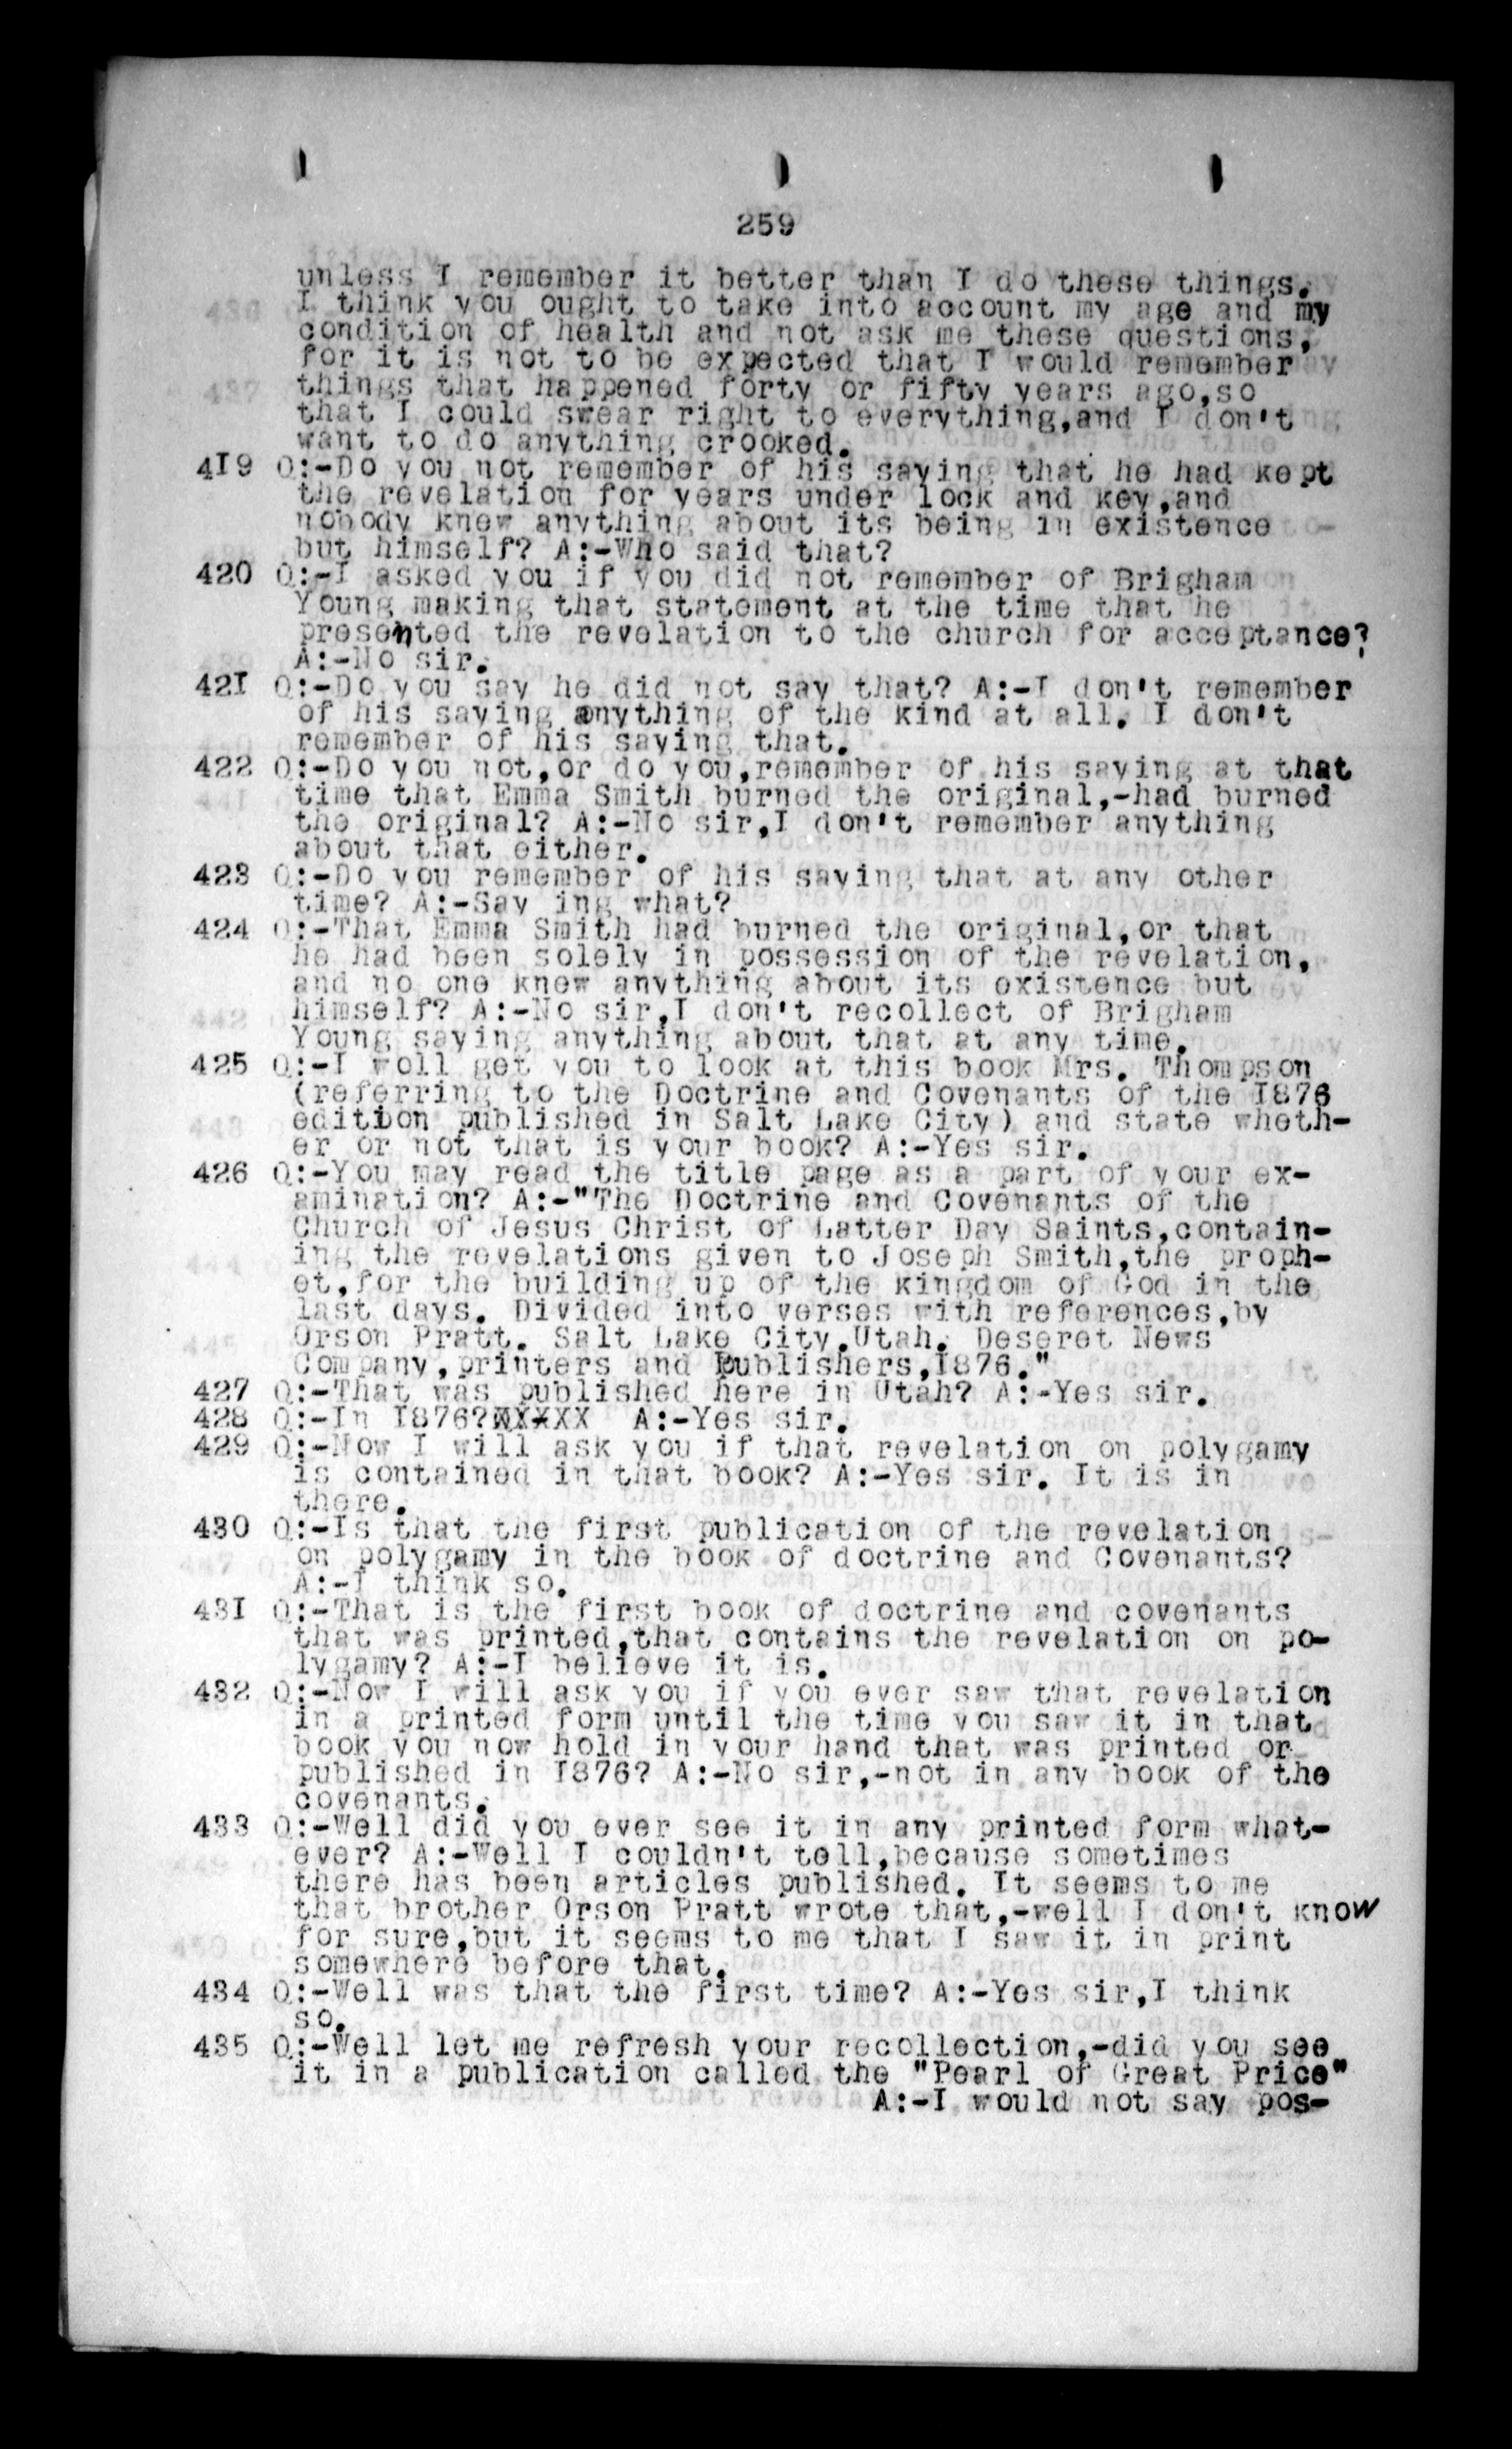 259
unless I remember it better than I do these things.
I think you ought to take into account my age and my
condition of health and not ask me these questions,
for it is not to be expected that I would remember
things that happened forty or fifty years ago,so
that I could swear right to everything,and I don't
want to do anything crooked.
419 Q:-Do you not remember of his saying that he had kept
the revelation for years under lock and key,and
nobody knew anything about its being in existence
but himself? A:-Who said that?
420 Q:-I asked you if you did not remember of Brigham
Young making that statement at the time that he
presented the revelation to the church for acceptance?
A:-No sir.
421 Q:-Do you say he did not say that? A:-I don't remember
of his saying anything of the kind at all. I don't
remember of his saying that.
422 Q:-Do you not,or do you,remember of his saying at that
time that Emma Smith burned the original,-had burned
the original? A:-No sir,I don't remember anything
about that either.
423 Q:-Do you remember of his saying that at any other
time? A:-Say ing what?
424 Q:-That Emma Smith had burned the original,or that
he had been solely in possession of the revelation,
and no one knew anything about its existence but
himself? A:-No sir,I don't recollect of Brigham
Young saying anything about that at any time.
425 Q:-I woll get you to look at this book Mrs. Thompson
(referring to the Doctrine and Covenants of the I876
edition published in Salt Lake City) and state wheth-
er or not that is your book? A:-Yes sir.
426 Q:-You may read the title page as a part of your ex-
amination? A:-"The Doctrine and Covenants of the
Church of Jesus Christ of Latter Day Saints,contain-
ing the revelations given to Joseph Smith,the proph-
et,for the building up of the kingdom of God in the
last days. Divided into verses with references,by
Orson Pratt. Salt Lake City,Utah. Deseret News
Company,printers and Publishers,I876."
427 Q:-That was published here in Utah? A:-Yes sir.
428 Q:-In I876?XXXXX A:-Yes sir.
429 Q:-Now I will ask you if that revelation on polygamy
is contained in that book? A:-Yes sir. It is in
there.
430 Q:-Is that the first publication of the revelation
on polygamy in the book of doctrine and Covenants?
A:-I think so.
431 Q:-That is the first book of doctrine and covenants
that was printed,that contains the revelation on po-
lygamy? A:-I believe it is.
432 Q:-Now I will ask you if you ever saw that revelation
in a printed form until the time you saw it in that
book you now hold in your hand that was printed or
published in I876? A:-No sir,-not in any book of the
covenants.
433 Q:-Well did you ever see it in any printed form what-
ever? A:-Well I couldn't tell,because sometimes
there has been articles published. It seems to me
that brother Orson Pratt wrote that,-well I don't know
for sure,but it seems to me that I saw it in print
somewhere before that.
434 Q:-Well was that the first time? A:-Yes sir,I think
so.
435 Q:-Well let me refresh your recollection,-did you see
it in a publication called the "Pearl of Great Price"
A:-I would not say pos-